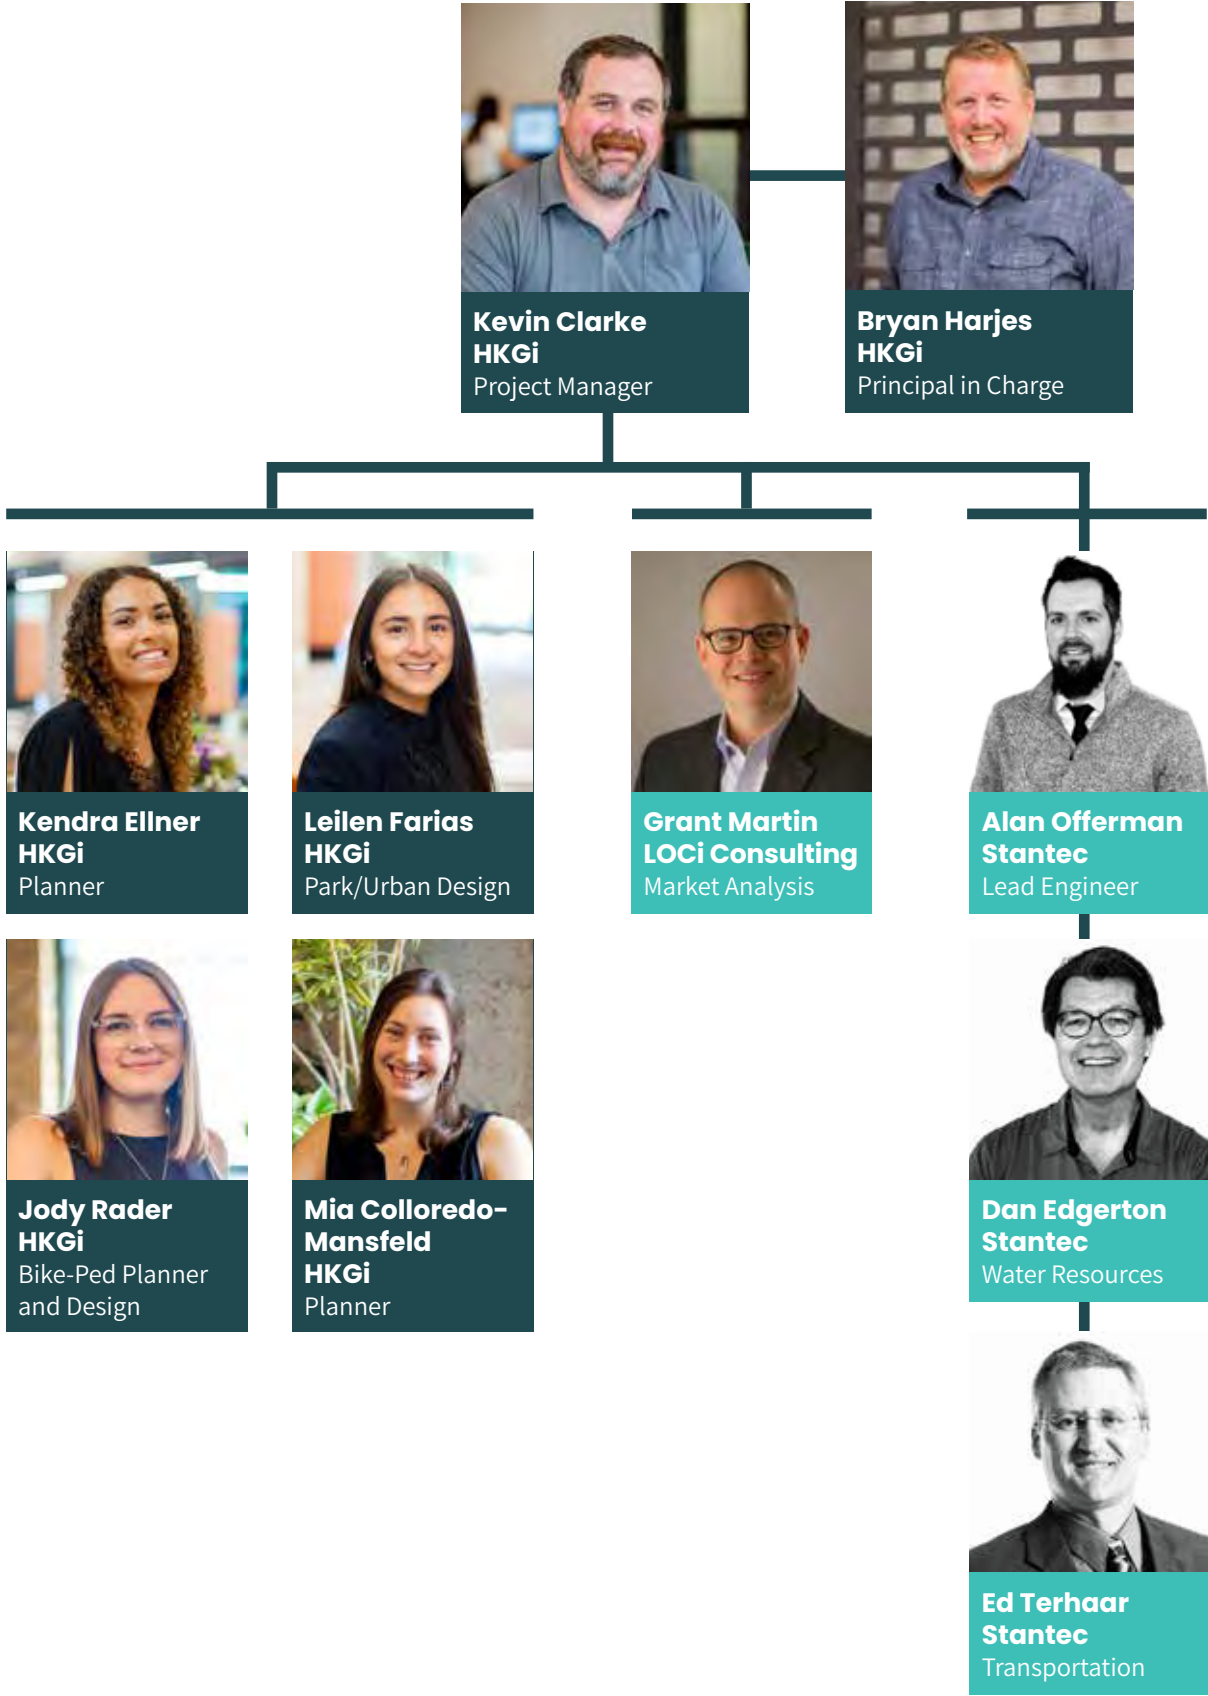 Kevin Clarke
HKGi
Project Manager
Bryan Harjes
HKGi
Principal in Charge
Kendra Ellner
HKGi
Planner
Leilen Farias
HKGi
Park/Urban Design
Grant Martin
LOCi Consulting
Market Analysis
Alan Offerman
Stantec
Lead Engineer
Jody Rader
HKGi
Bike-Ped Planner
and Design
Mia Colloredo-
Mansfeld
HKGi
Planner
Dan Edgerton
Stantec
Water Resources
Ed Terhaar
Stantec
Transportation